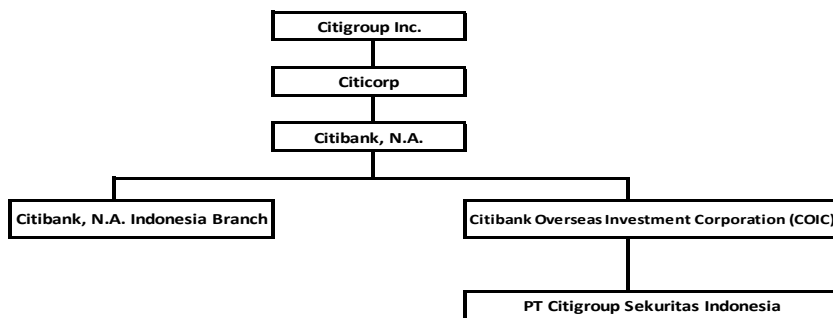 Citigroup Inc.
Citicorp
Citibank, N.A.
Citibank, N.A. Indonesia Branch
Citibank Overseas Investment Corporation (COIC)
PT Citigroup Sekuritas Indonesia